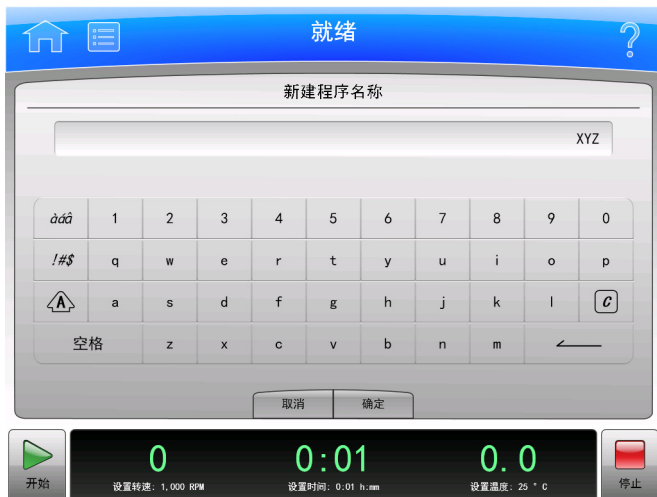 就绪
?
新建程序名称
XYZ
àáâ 1 2 3 4 5 6 7 8 9 0
!#$ q w e r t y u i o p
A a s d f g h j k l C
空格 z x c v b n m
取消 确定
0 0:01 0.0
开始 设置转速: 1,000 RPM 设置时间: 0:01 h:mm 设置温度: 25 °C 停止